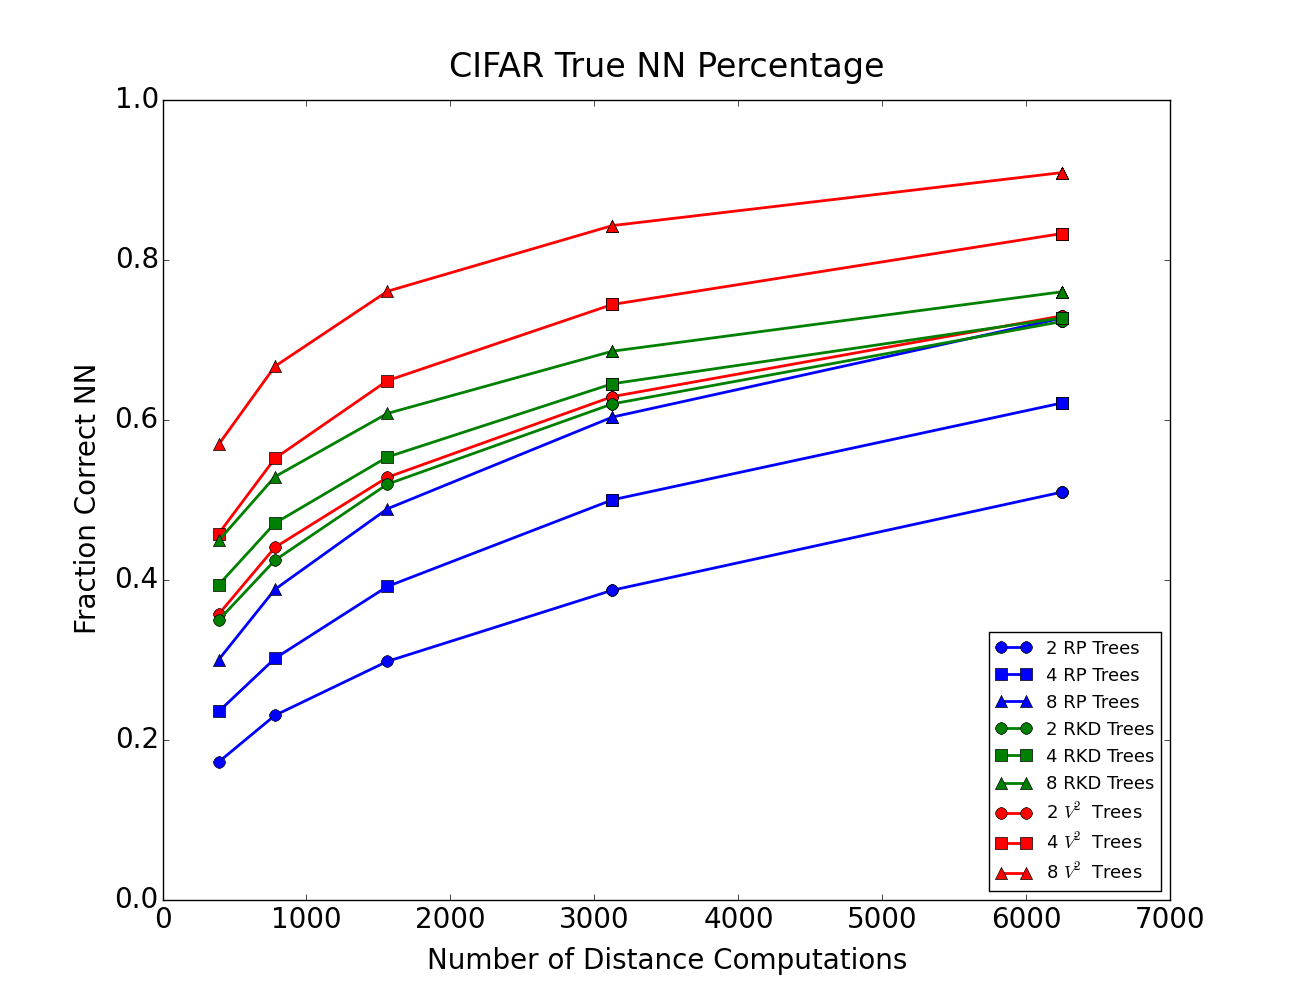 CIFAR True NN Percentage
1.0
0.8
0.6
0.4
0.2
0.0
Fraction Correct NN
0 1000 2000 3000 4000 5000 6000 7000
Number of Distance Computations
2 RP Trees
4 RP Trees
8 RP Trees
2 RKD Trees
4 RKD Trees
8 RKD Trees
2 V² Trees
4 V² Trees
8 V² Trees